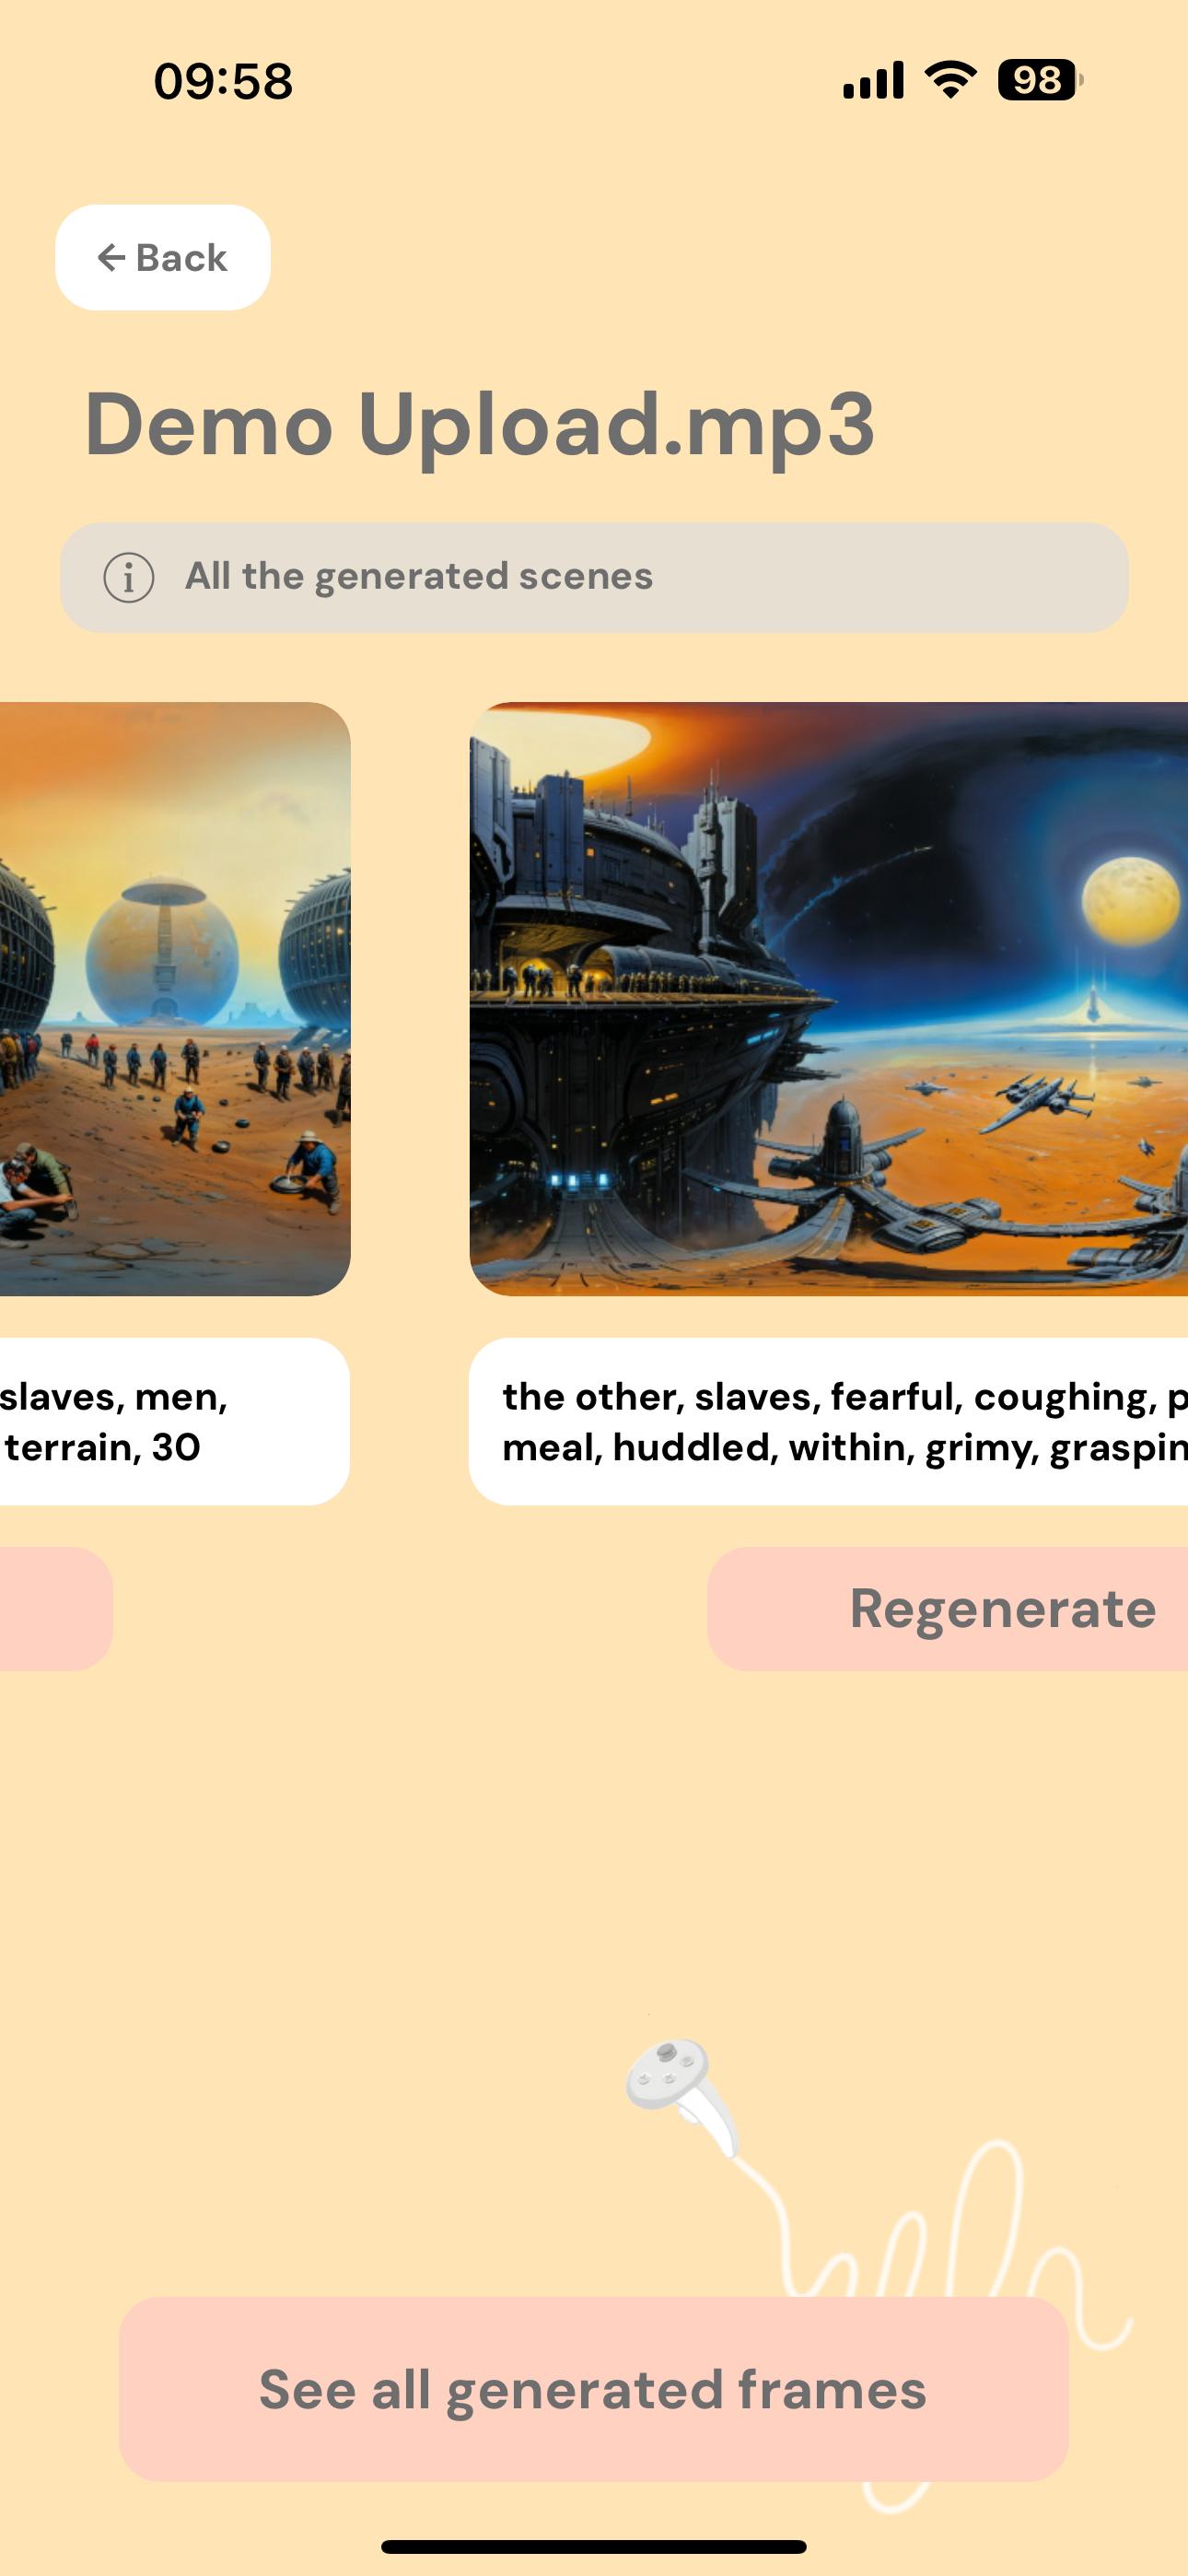 09:58
98
← Back
Demo Upload.mp3
i All the generated scenes
slaves, men,
terrain, 30
the other, slaves, fearful, coughing, p
meal, huddled, within, grimy, graspin
Regenerate
See all generated frames